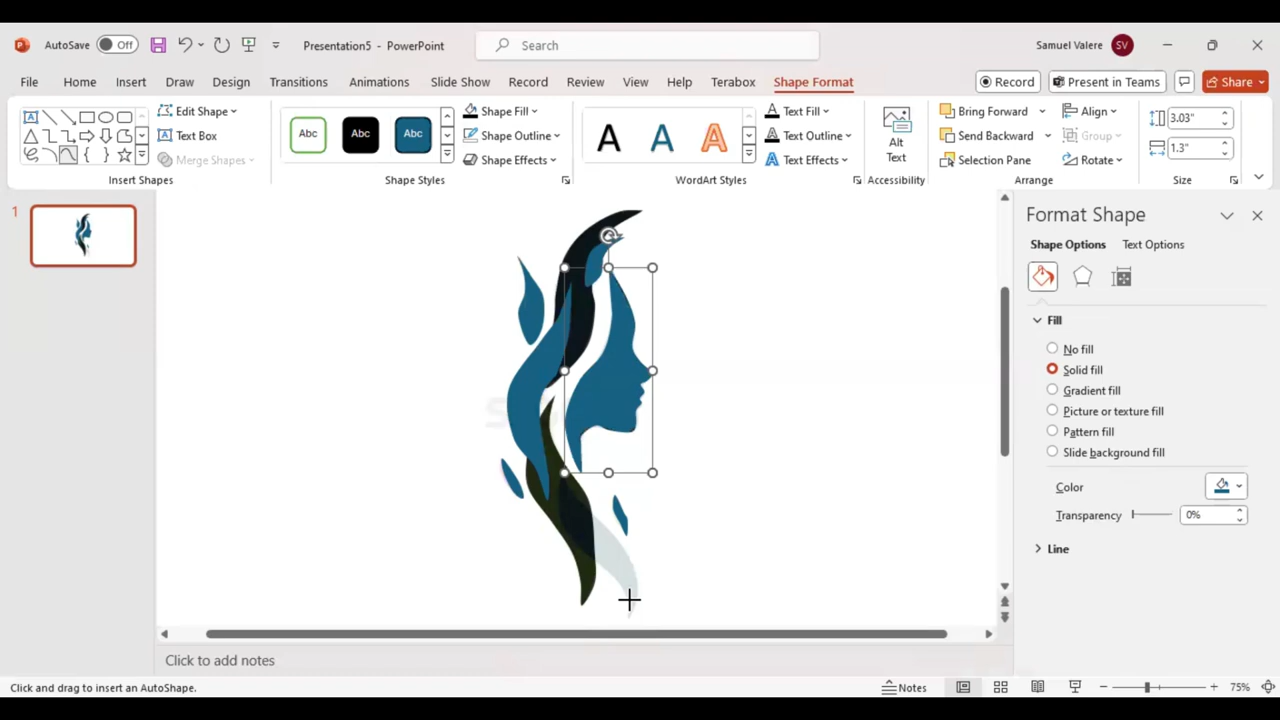 AutoSave Off Presentation5 - PowerPoint Search Samuel Valere SV
File Home Insert Draw Design Transitions Animations Slide Show Record Review View Help Terabox Shape Format Record Present in Teams Share
Edit Shape
Text Box
Merge Shapes
Insert Shapes
Abc Abc Abc
Shape Fill
Shape Outline
Shape Effects
Shape Styles
A A A
Text Fill
Text Outline
Text Effects
WordArt Styles
Alt
Text
Accessibility
Bring Forward
Send Backward
Selection Pane
Align
Group
Rotate
Arrange
3.03"
1.3"
Size
1
Format Shape
Shape Options Text Options
Fill
No fill
Solid fill
Gradient fill
Picture or texture fill
Pattern fill
Slide background fill
Color
Transparency 0%
Line
Click to add notes
Click and drag to insert an AutoShape. Notes 75%